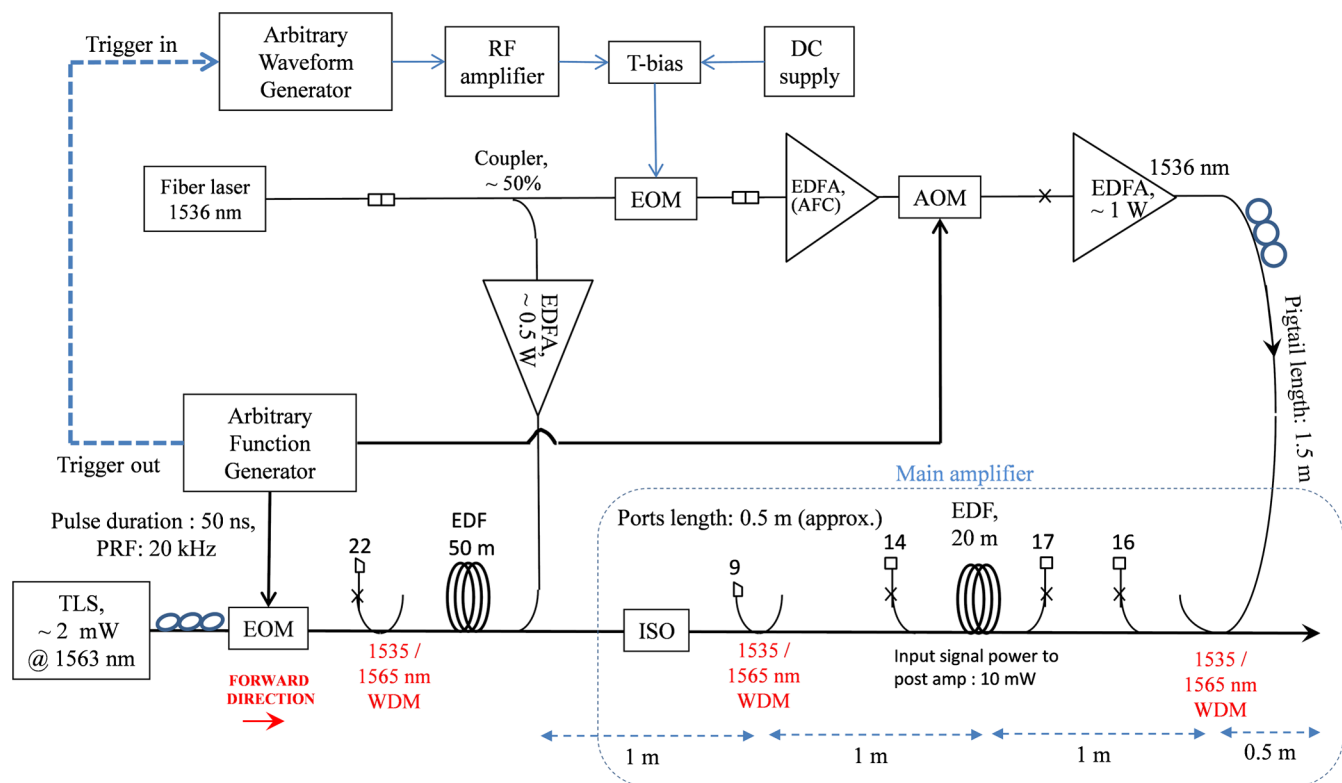 Trigger in
Arbitrary
Waveform
Generator
RF
amplifier
T-bias
DC
supply
Fiber laser
1536 nm
Coupler,
~ 50%
EOM
EDFA,
(AFC)
AOM
EDFA,
~ 1 W
1536 nm
EDFA,
~ 0.5 W
Pigtail length: 1.5 m
Arbitrary
Function
Generator
Trigger out
Pulse duration : 50 ns,
PRF: 20 kHz
Main amplifier
Ports length: 0.5 m (approx.)
22
EDF
50 m
9
14
EDF,
20 m
17
16
TLS,
~ 2 mW
@ 1563 nm
EOM
ISO
1535 /
1565 nm
WDM
1535 /
1565 nm
WDM
Input signal power to
post amp : 10 mW
1535 /
1565 nm
WDM
FORWARD
DIRECTION
1 m
1 m
1 m
0.5 m